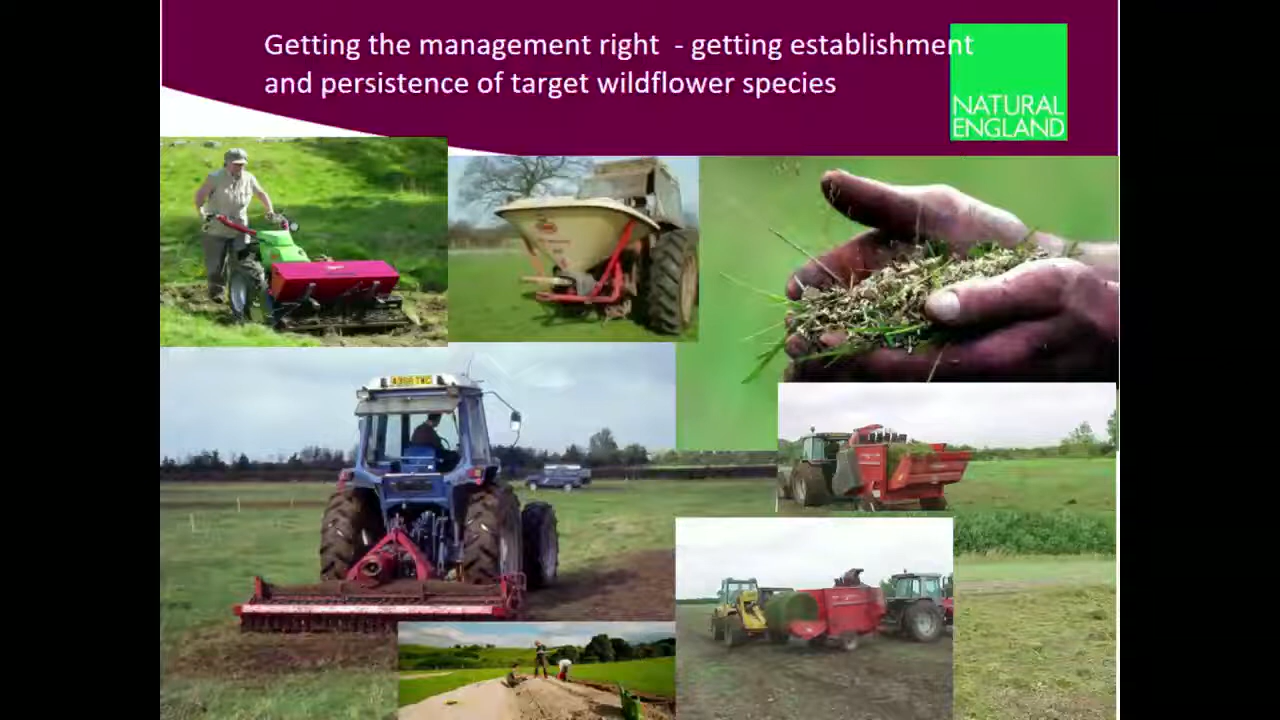 Getting the management right - getting establishment
and persistence of target wildflower species
NATURAL
ENGLAND